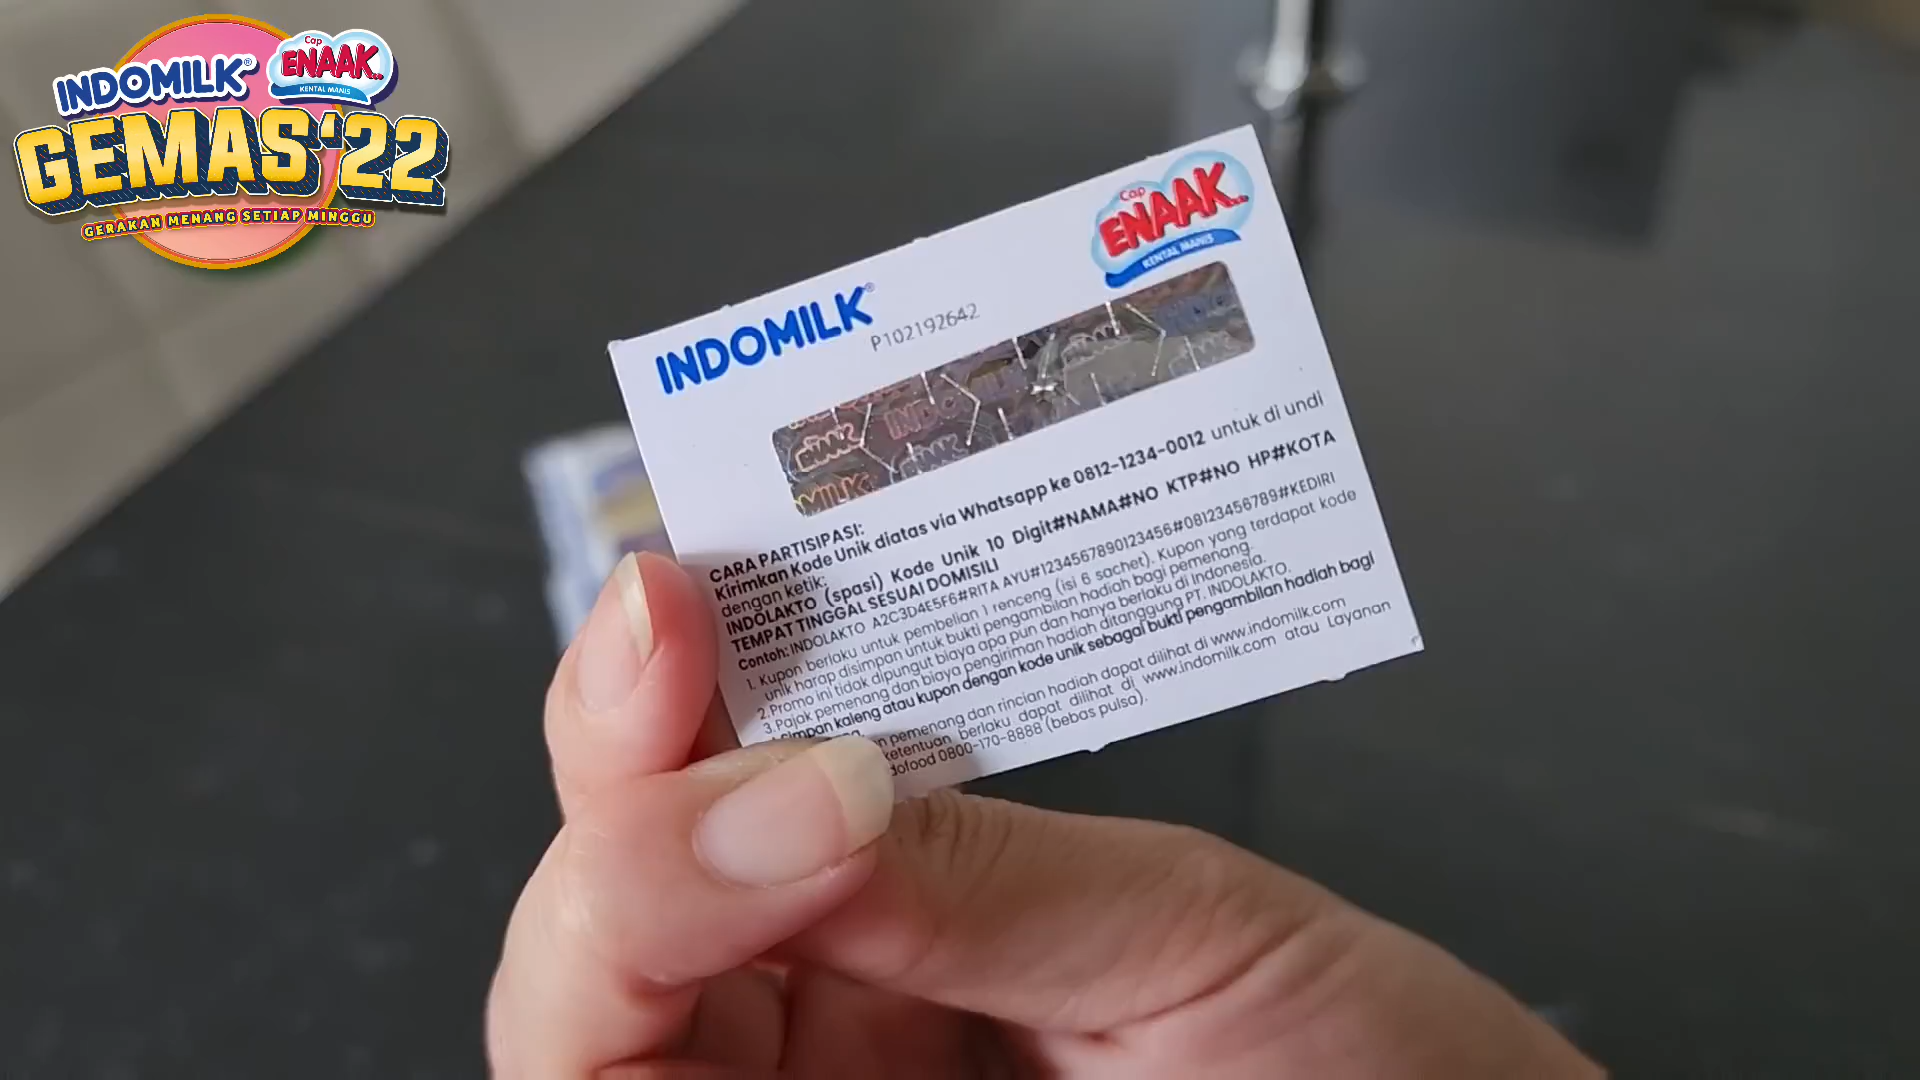 INDOMILK®
Cap
ENAAK..
KENTAL MANIS
GEMAS '22
GERAKAN MENANG SETIAP MINGGU
Cap
ENAAK..
KENTAL MANIS
INDOMILK®
P102192642
CARA PARTISIPASI:
Kirimkan Kode Unik diatas via Whatsapp ke 0812-1234-0012 untuk di undi
dengan ketik:
INDOLAKTO (spasi) Kode Unik 10 Digit#NAMA#NO KTP#NO HP#KOTA
TEMPAT TINGGAL SESUAI DOMISILI
Contoh: INDOLAKTO A2C3D4E5F6#RITA AYU#1234567890123456#08123456789#KEDIRI
1. Kupon berlaku untuk pembelian 1 renceng (isi 6 sachet). Kupon yang terdapat kode
unik harap disimpan untuk bukti pengambilan hadiah bagi pemenang.
2.Promo ini tidak dipungut biaya apa pun dan hanya berlaku di Indonesia.
3.Pajak pemenang dan biaya pengiriman hadiah ditanggung PT. INDOLAKTO.
simpan kaleng atau kupon dengan kode unik sebagai bukti pengambilan hadiah bagi
pemenang dan rincian hadiah dapat dilihat di www.indomilk.com
ketentuan berlaku dapat dilihat di www.indomilk.com atau Layanan
dofood 0800-170-8888 (bebas pulsa).